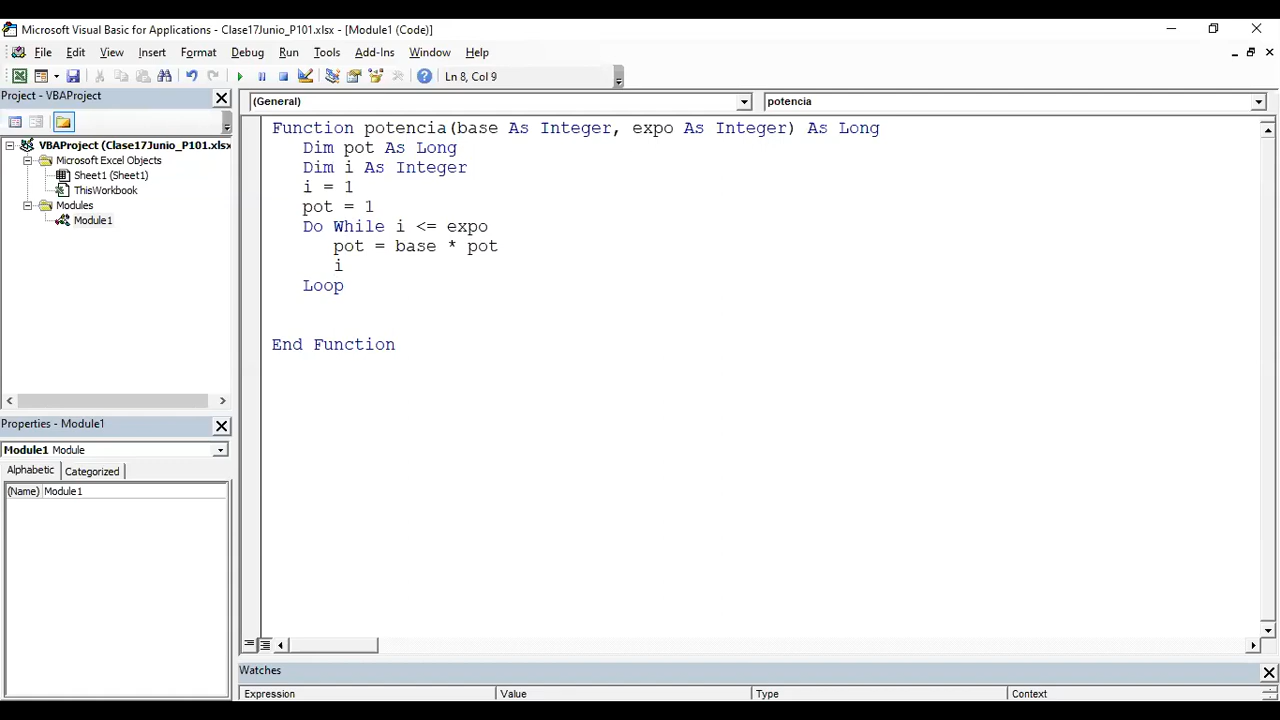 Microsoft Visual Basic for Applications - Clase17Junio_P101.xlsx - [Module1 (Code)]
File Edit View Insert Format Debug Run Tools Add-Ins Window Help
Ln 8, Col 9
Project - VBAProject
VBAProject (Clase17Junio_P101.xlsx
Microsoft Excel Objects
Sheet1 (Sheet1)
ThisWorkbook
Modules
Module1
Properties - Module1
Module1 Module
Alphabetic Categorized
(Name) Module1
(General) potencia
Function potencia(base As Integer, expo As Integer) As Long
Dim pot As Long
Dim i As Integer
i = 1
pot = 1
Do While i <= expo
pot = base * pot
i
Loop
End Function
Watches
Expression Value Type Context